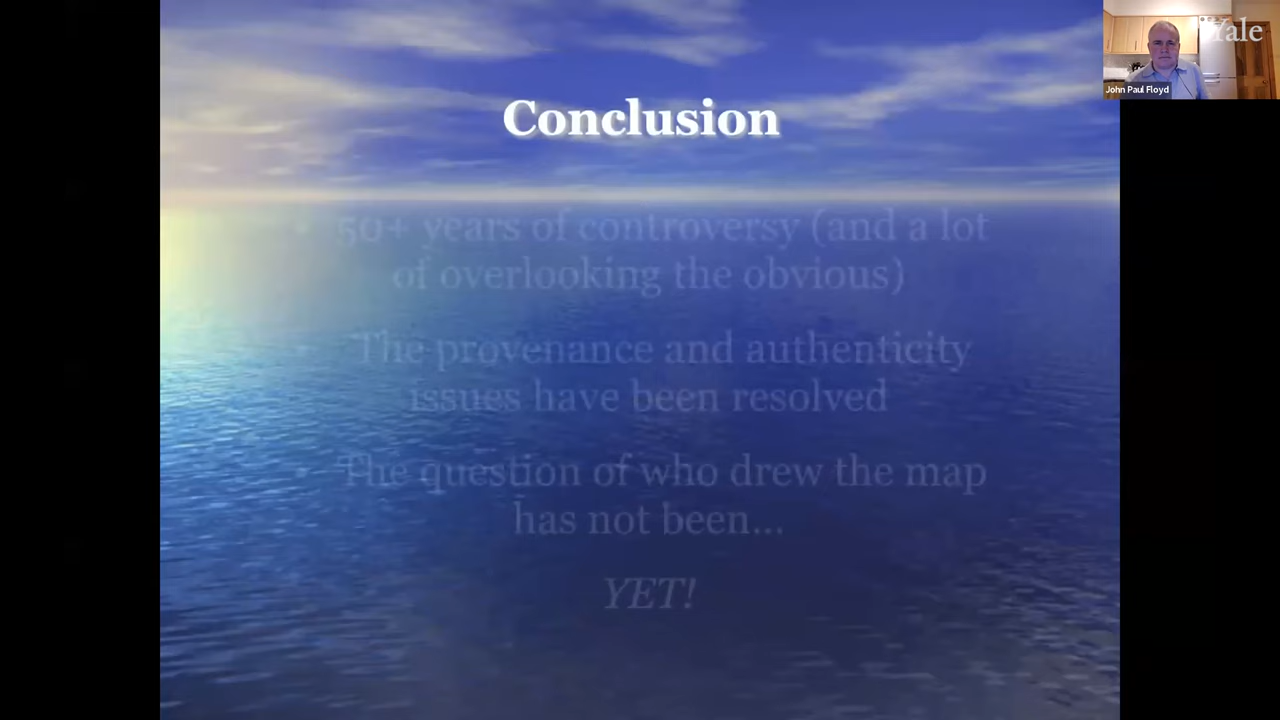 Yale
John Paul Floyd
Conclusion
50+ years of controversy (and a lot
of overlooking the obvious)
The provenance and authenticity
issues have been resolved
The question of who drew the map
has not been...
YET!